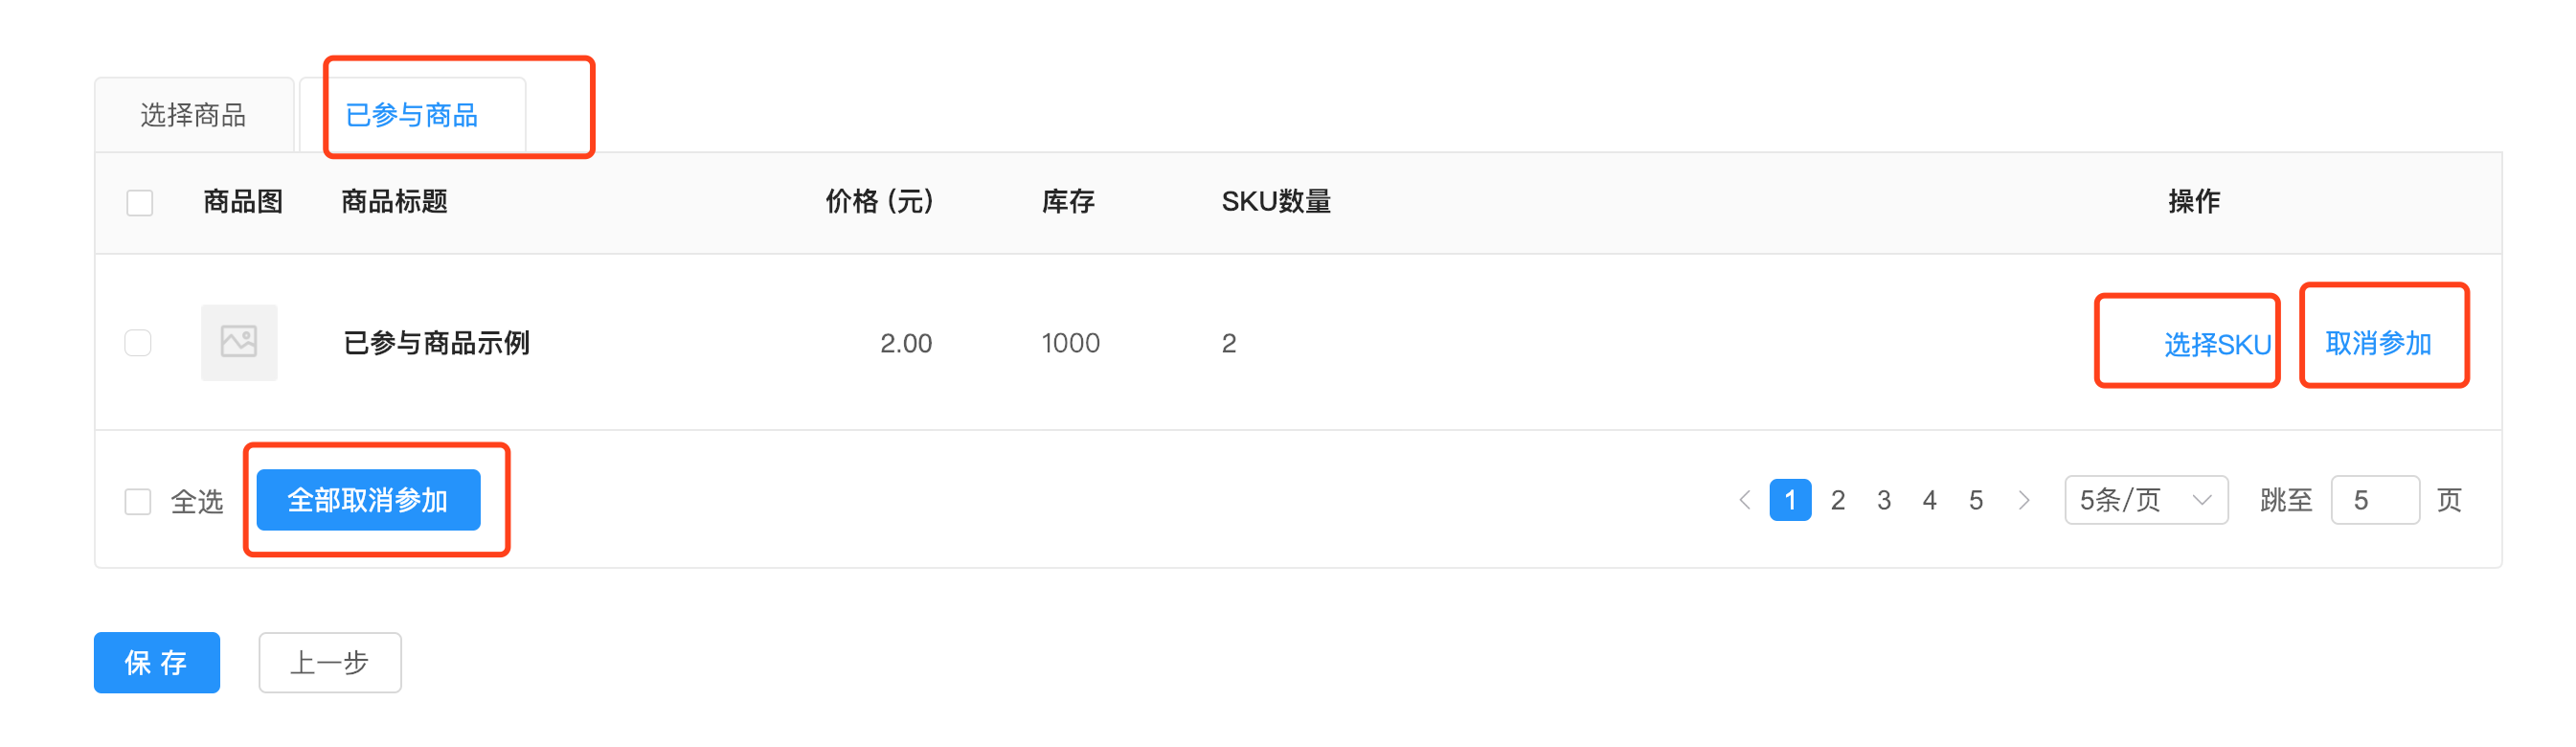 选择商品 已参与商品
商品图 商品标题 价格 (元) 库存 SKU数量 操作
已参与商品示例 2.00 1000 2 选择SKU 取消参加
全选 全部取消参加 1 2 3 4 5 5条/页 跳至 5 页
保 存 上一步